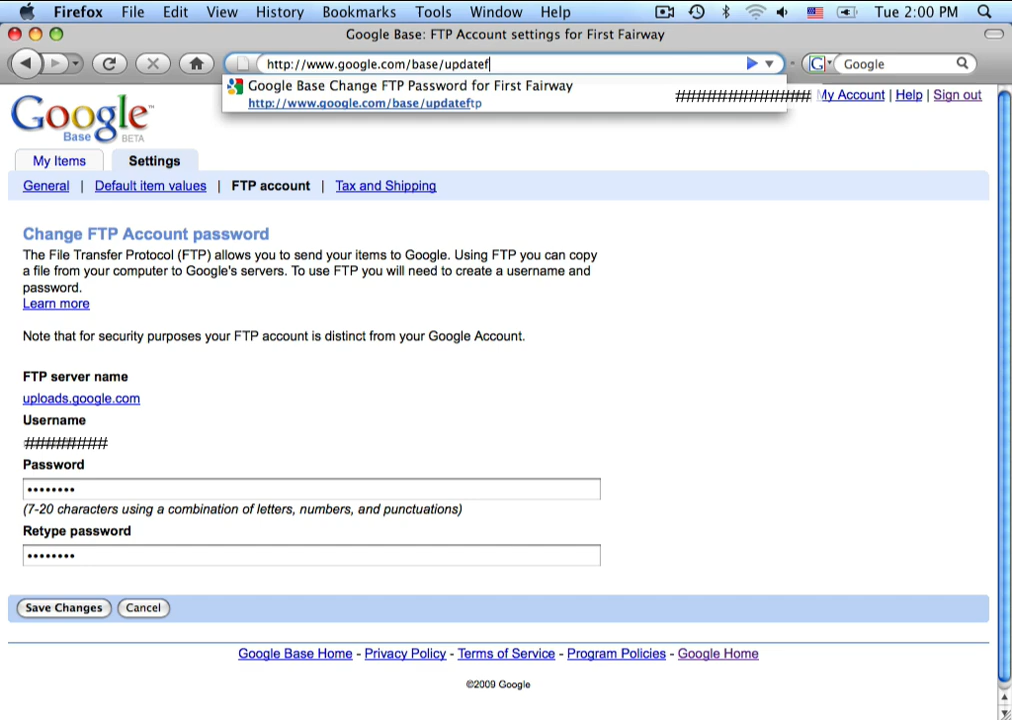 Firefox File Edit View History Bookmarks Tools Window Help Tue 2:00 PM
Google Base: FTP Account settings for First Fairway
http://www.google.com/base/updatef
G Google
Google Base Change FTP Password for First Fairway
http://www.google.com/base/updateftp
################ My Account | Help | Sign out
Google™
Base BETA
My Items Settings
General | Default item values | FTP account | Tax and Shipping
Change FTP Account password
The File Transfer Protocol (FTP) allows you to send your items to Google. Using FTP you can copy
a file from your computer to Google's servers. To use FTP you will need to create a username and
password.
Learn more
Note that for security purposes your FTP account is distinct from your Google Account.
FTP server name
uploads.google.com
Username
##########
Password
••••••••
(7-20 characters using a combination of letters, numbers, and punctuations)
Retype password
••••••••
Save Changes Cancel
Google Base Home - Privacy Policy - Terms of Service - Program Policies - Google Home
©2009 Google